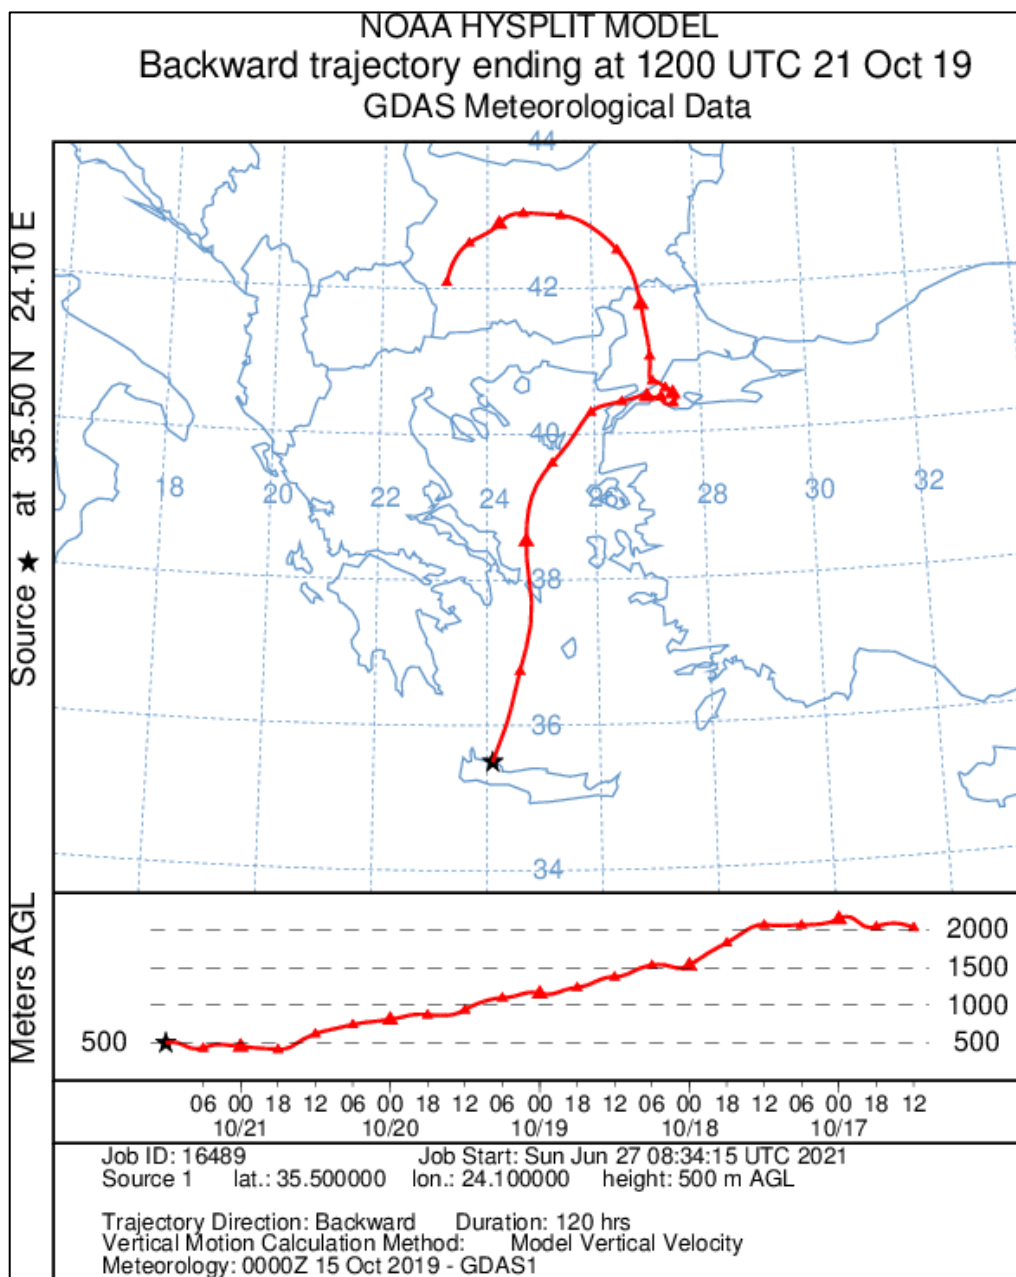 NOAA HYSPLIT MODEL
Backward trajectory ending at 1200 UTC 21 Oct 19
GDAS Meteorological Data
Source ★ at 35.50 N 24.10 E
44
42
40
18 20 22 24 26 28 30 32
38
36
34
Meters AGL
2000
1500
1000
500 500
06 00 18 12 06 00 18 12 06 00 18 12 06 00 18 12 06 00 18 12
10/21 10/20 10/19 10/18 10/17
Job ID: 16489 Job Start: Sun Jun 27 08:34:15 UTC 2021
Source 1 lat.: 35.500000 lon.: 24.100000 height: 500 m AGL
Trajectory Direction: Backward Duration: 120 hrs
Vertical Motion Calculation Method: Model Vertical Velocity
Meteorology: 0000Z 15 Oct 2019 - GDAS1